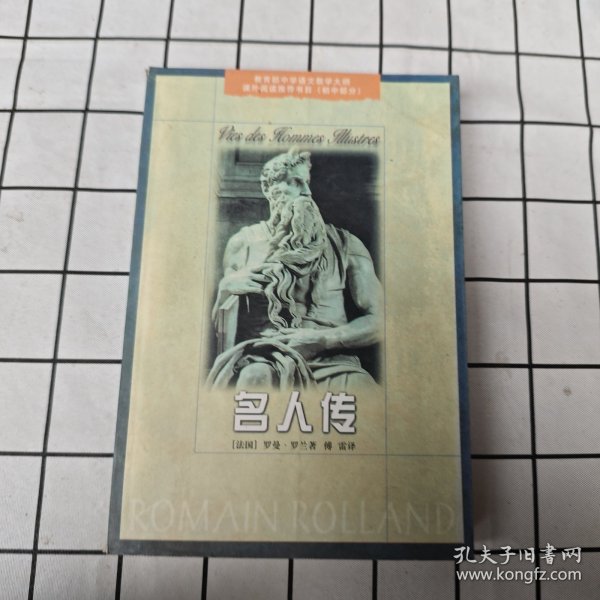 教育部中学语文教学大纲
课外阅读推荐书目（初中部分）
Vies des Hommes Illustres
名人传
［法国］罗曼·罗兰著 傅 雷译
ROMAIN ROLLAND
孔夫子旧书网
www.kongfz.com